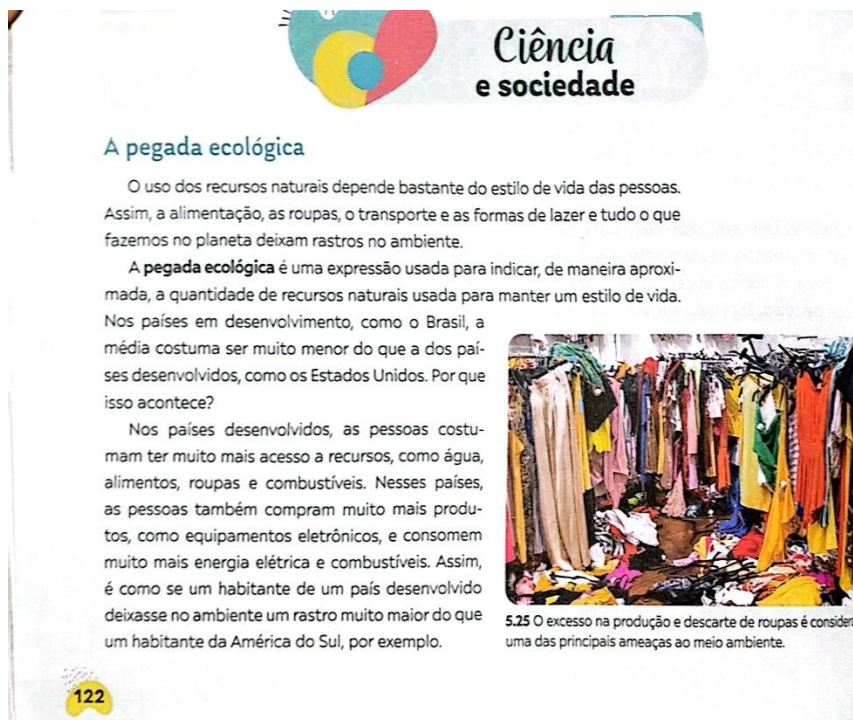 Ciência
e sociedade
A pegada ecológica
O uso dos recursos naturais depende bastante do estilo de vida das pessoas.
Assim, a alimentação, as roupas, o transporte e as formas de lazer e tudo o que
fazemos no planeta deixam rastros no ambiente.
A pegada ecológica é uma expressão usada para indicar, de maneira aproxi-
mada, a quantidade de recursos naturais usada para manter um estilo de vida.
Nos países em desenvolvimento, como o Brasil, a
média costuma ser muito menor do que a dos paí-
ses desenvolvidos, como os Estados Unidos. Por que
isso acontece?
Nos países desenvolvidos, as pessoas costu-
mam ter muito mais acesso a recursos, como água,
alimentos, roupas e combustíveis. Nesses países,
as pessoas também compram muito mais produ-
tos, como equipamentos eletrônicos, e consomem
muito mais energia elétrica e combustíveis. Assim,
é como se um habitante de um país desenvolvido
deixasse no ambiente um rastro muito maior do que
um habitante da América do Sul, por exemplo.
5.25 O excesso na produção e descarte de roupas é
uma das principais ameaças ao meio ambiente.
122